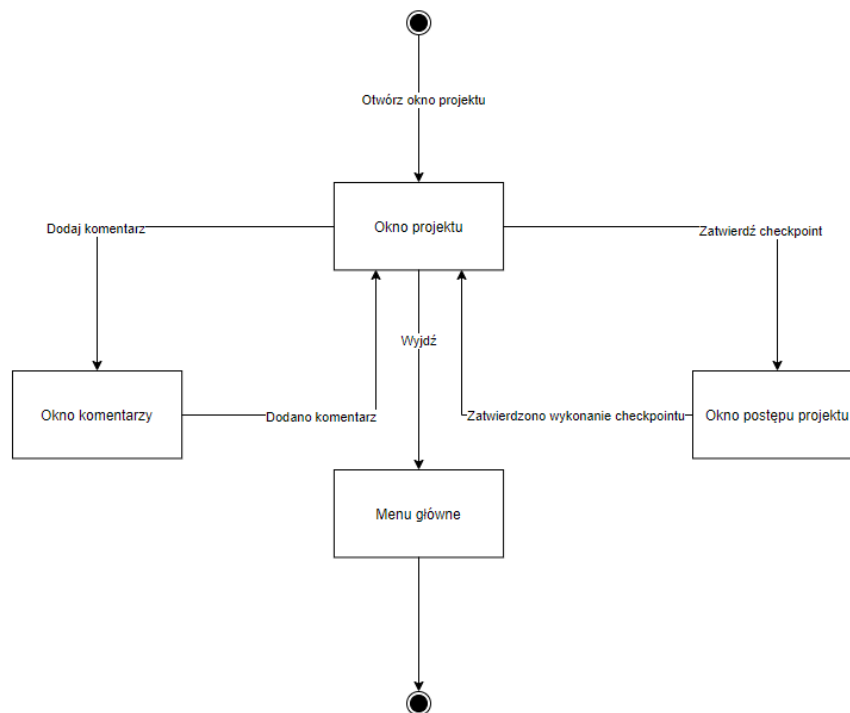 Otwórz okno projektu
Okno projektu
Dodaj komentarz
Zatwierdź checkpoint
Wyjdź
Okno komentarzy
Dodano komentarz
Zatwierdzono wykonanie checkpointu
Okno postępu projektu
Menu główne